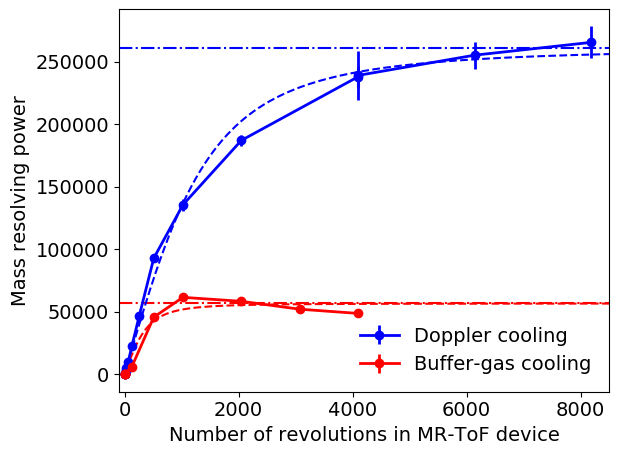 250000
200000
150000
100000
50000
0
Mass resolving power
Doppler cooling
Buffer-gas cooling
0 2000 4000 6000 8000
Number of revolutions in MR-ToF device